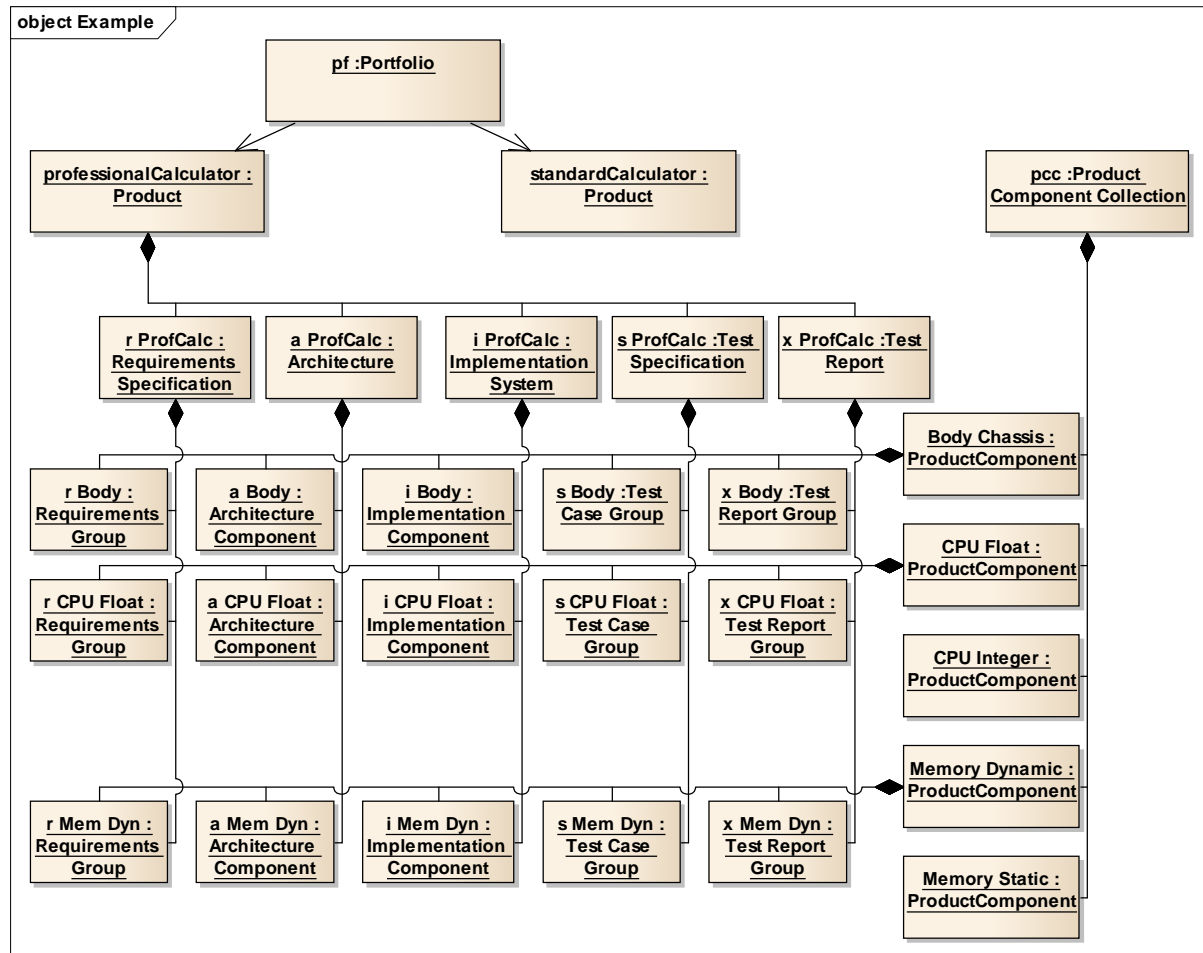 object Example
pf :Portfolio
professionalCalculator :
Product
standardCalculator :
Product
pcc :Product
Component Collection
r ProfCalc :
Requirements
Specification
a ProfCalc :
Architecture
i ProfCalc :
Implementation
System
s ProfCalc :Test
Specification
x ProfCalc :Test
Report
Body Chassis :
ProductComponent
r Body :
Requirements
Group
a Body :
Architecture
Component
i Body :
Implementation
Component
s Body :Test
Case Group
x Body :Test
Report Group
CPU Float :
ProductComponent
r CPU Float :
Requirements
Group
a CPU Float :
Architecture
Component
i CPU Float :
Implementation
Component
s CPU Float :
Test Case
Group
x CPU Float :
Test Report
Group
CPU Integer :
ProductComponent
Memory Dynamic :
ProductComponent
r Mem Dyn :
Requirements
Group
a Mem Dyn :
Architecture
Component
i Mem Dyn :
Implementation
Component
s Mem Dyn :
Test Case
Group
x Mem Dyn :
Test Report
Group
Memory Static :
ProductComponent